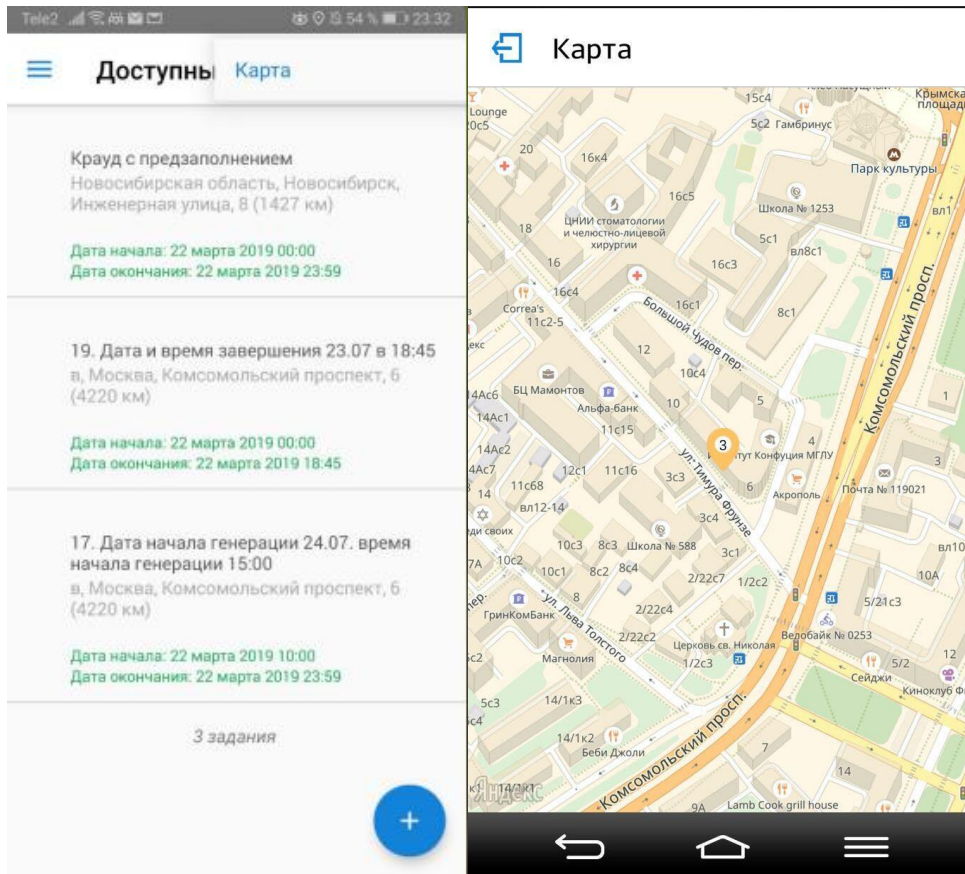 Tele2
54 %
23:32
Доступны
Карта
Крауд с предзаполнением
Новосибирская область, Новосибирск,
Инженерная улица, 8 (1427 км)
Дата начала: 22 марта 2019 00:00
Дата окончания: 22 марта 2019 23:59
19. Дата и время завершения 23.07 в 18:45
в, Москва, Комсомольский проспект, 6
(4220 км)
Дата начала: 22 марта 2019 00:00
Дата окончания: 22 марта 2019 18:45
17. Дата начала генерации 24.07. время
начала генерации 15:00
в, Москва, Комсомольский проспект, 6
(4220 км)
Дата начала: 22 марта 2019 10:00
Дата окончания: 22 марта 2019 23:59
3 задания
+
Карта
Lounge
20с5
15с4
5с2 Гамбринус
Крымская
площадь
20
16к4
Парк культуры
16с5
Школа № 1253
вл1
ЦНИИ стоматологии
и челюстно-лицевой
хирургии
18
5с1
вл8с1
16
16с3
16с4
16с1
Большой Чудов пер.
8с1
Correa's
11с2-5
12
10с4
Комсомольский просп.
14Ас6
БЦ Мамонтов
Альфа-банк
10
5
1
14Ас1
11с15
3
4
14Ас2
Институт Конфуция МГЛУ
3
14Ас7
12с1
11с16
3с3
ул. Тимура Фрунзе
6
Акрополь
Почта № 119021
14
11с68
вл12-14
3с4
10с3
8с3
Школа № 588
3с1
вл10
7А
10с2
10с1
8с2
8с4
2/22с7
1/2с2
10А
8
2/22с4
5/21с3
ГринКомБанк
ул. Льва Толстого
2/22с2
Церковь св. Николая
Велобайк № 0253
Магнолия
1/2с3
12
5/2
Сейджи
Киноклуб
5с3
14/1к3
14/1к2
Беби Джоли
Комсомольский просп.
7
14
Яндекс
14/1к1
9А
Lamb Cook grill house